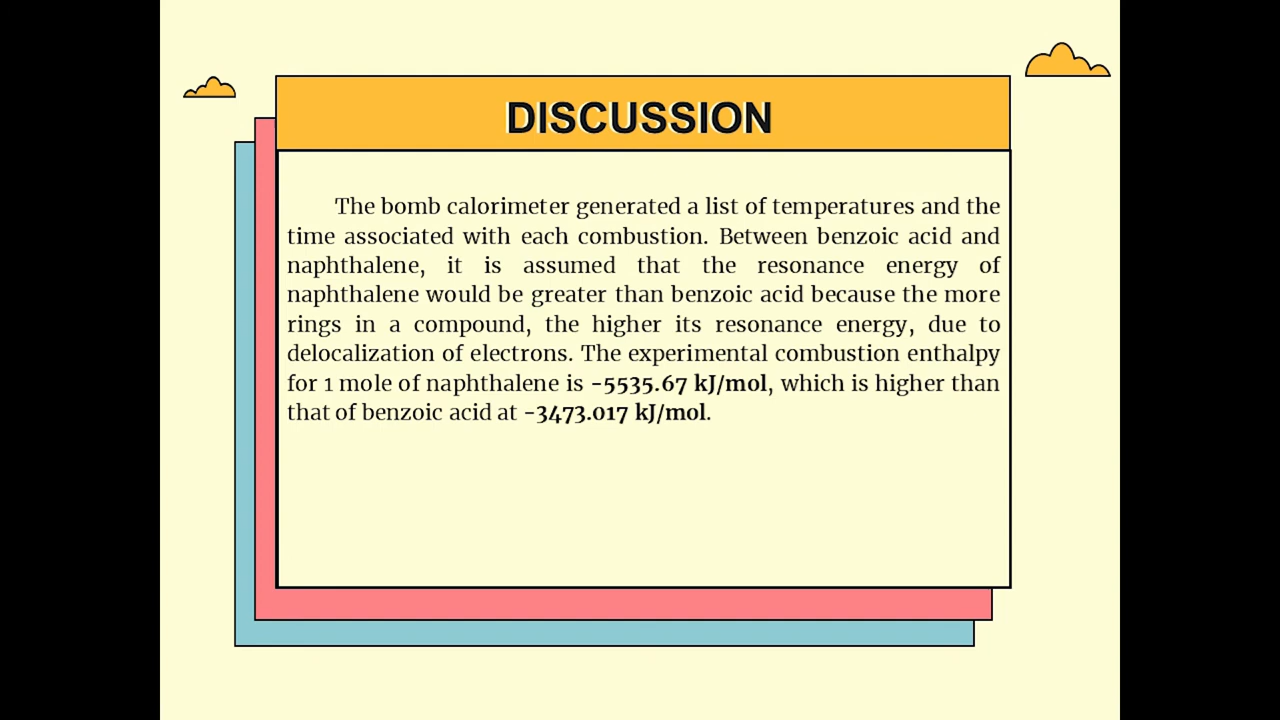 DISCUSSION
The bomb calorimeter generated a list of temperatures and the
time associated with each combustion. Between benzoic acid and
naphthalene, it is assumed that the resonance energy of
naphthalene would be greater than benzoic acid because the more
rings in a compound, the higher its resonance energy, due to
delocalization of electrons. The experimental combustion enthalpy
for 1 mole of naphthalene is -5535.67 kJ/mol, which is higher than
that of benzoic acid at -3473.017 kJ/mol.